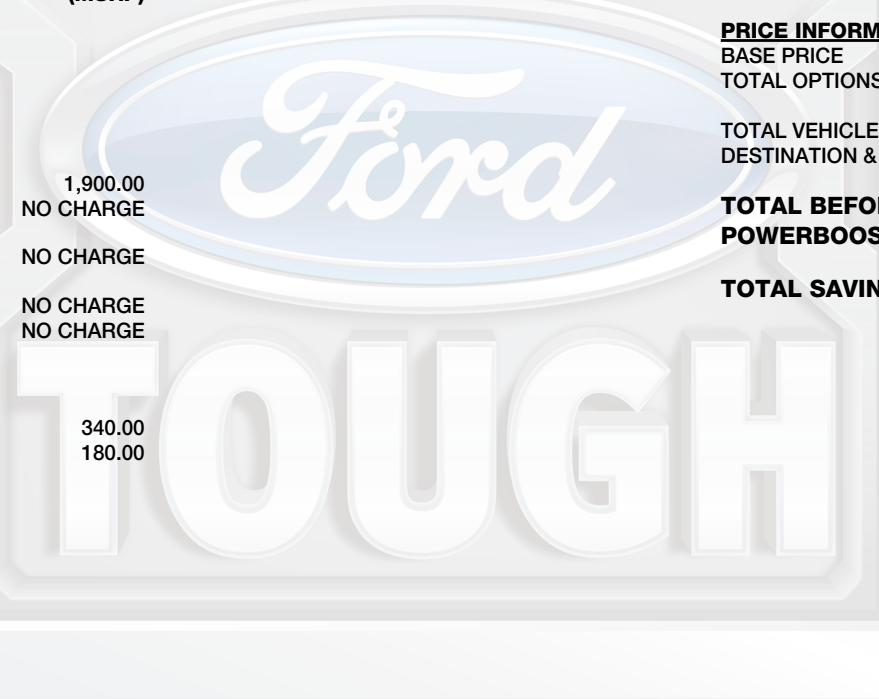 (MSRP)
1,900.00
NO CHARGE
NO CHARGE
NO CHARGE
NO CHARGE
340.00
180.00
PRICE INFORM
BASE PRICE
TOTAL OPTIONS
TOTAL VEHICLE
DESTINATION &
TOTAL BEFO
POWERBOOS
TOTAL SAVIN
Ford
TOUGH